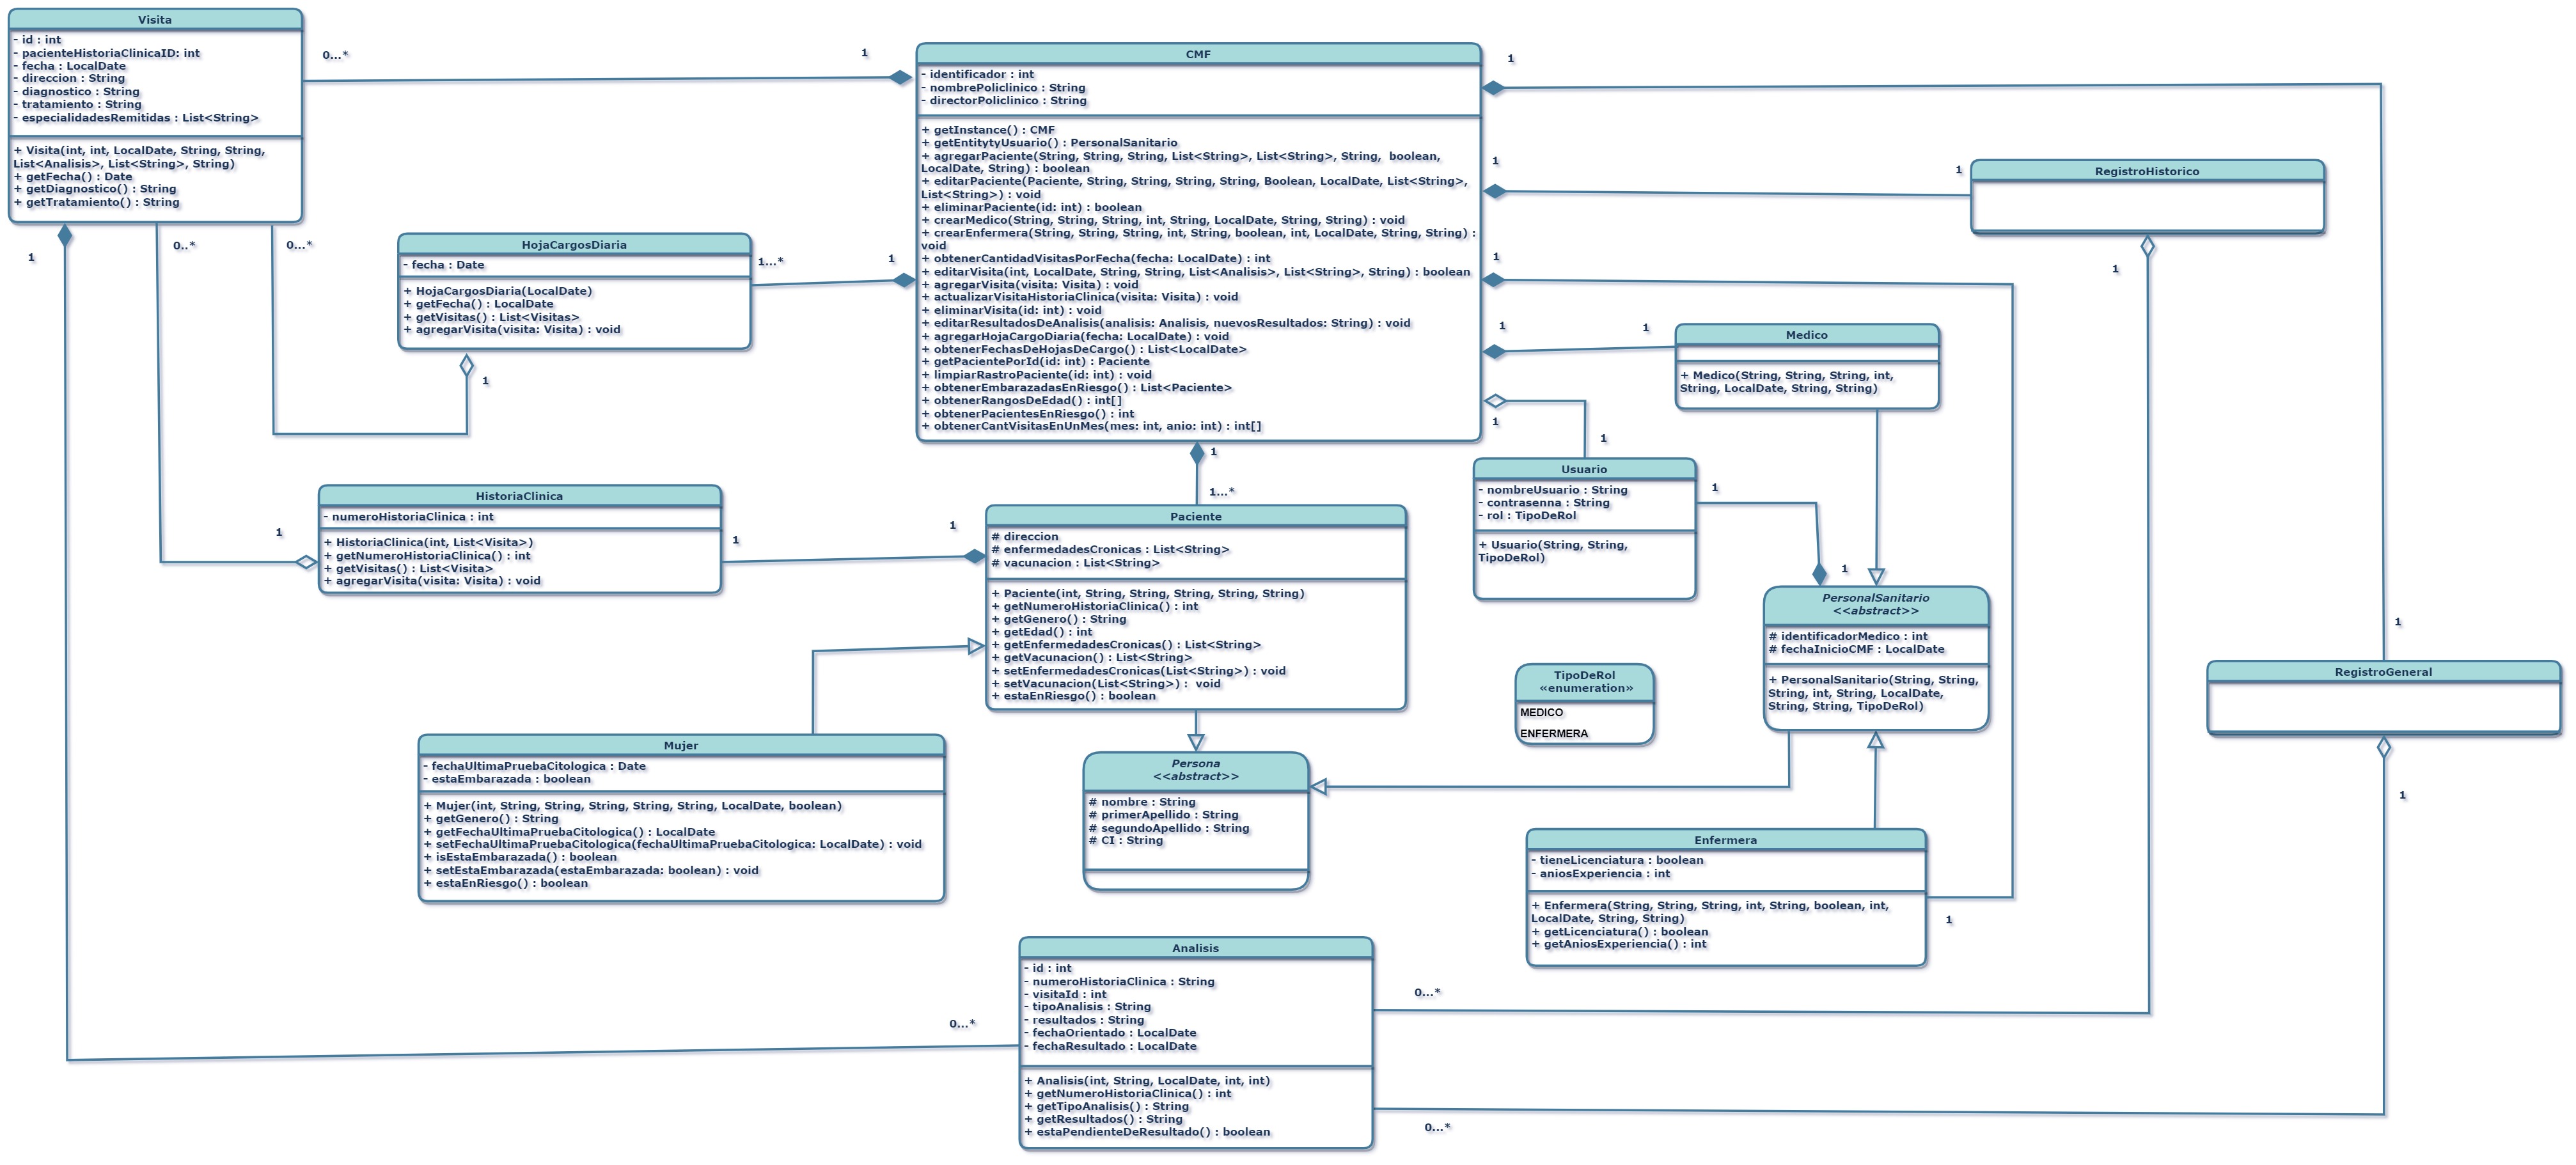 Visita
- id : int
- pacienteHistoriaClinicaID: int
- fecha : LocalDate
- direccion : String
- diagnostico : String
- tratamiento : String
- especialidadesRemitidas : List<String>
+ Visita(int, int, LocalDate, String, String,
List<Analisis>, List<String>, String)
+ getFecha() : Date
+ getDiagnostico() : String
+ getTratamiento() : String
0...*
1
1
0..*
0...*
HojaCargosDiaria
- fecha : Date
+ HojaCargosDiaria(LocalDate)
+ getFecha() : LocalDate
+ getVisitas() : List<Visitas>
+ agregarVisita(visita: Visita) : void
1...*
1
1
CMF
- identificador : int
- nombrePoliclinico : String
- directorPoliclinico : String
+ getInstance() : CMF
+ getEntitytyUsuario() : PersonalSanitario
+ agregarPaciente(String, String, String, List<String>, List<String>, String,  boolean,
LocalDate, String) : boolean
+ editarPaciente(Paciente, String, String, String, String, Boolean, LocalDate, List<String>,
List<String>) : void
+ eliminarPaciente(id: int) : boolean
+ crearMedico(String, String, String, int, String, LocalDate, String, String) : void
+ crearEnfermera(String, String, String, int, String, boolean, int, LocalDate, String, String) :
void
+ obtenerCantidadVisitasPorFecha(fecha: LocalDate) : int
+ editarVisita(int, LocalDate, String, String, List<Analisis>, List<String>, String) : boolean
+ agregarVisita(visita: Visita) : void
+ actualizarVisitaHistoriaClinica(visita: Visita) : void
+ eliminarVisita(id: int) : void
+ editarResultadosDeAnalisis(analisis: Analisis, nuevosResultados: String) : void
+ agregarHojaCargoDiaria(fecha: LocalDate) : void
+ obtenerFechasDeHojasDeCargo() : List<LocalDate>
+ getPacientePorId(id: int) : Paciente
+ limpiarRastroPaciente(id: int) : void
+ obtenerEmbarazadasEnRiesgo() : List<Paciente>
+ obtenerRangosDeEdad() : int[]
+ obtenerPacientesEnRiesgo() : int
+ obtenerCantVisitasEnUnMes(mes: int, anio: int) : int[]
1
1
1
1
1
1
1
1...*
RegistroHistorico
1
1
Medico
+ Medico(String, String, String, int,
String, LocalDate, String, String)
1
Usuario
- nombreUsuario : String
- contrasenna : String
- rol : TipoDeRol
+ Usuario(String, String,
TipoDeRol)
1
1
1
HistoriaClinica
- numeroHistoriaClinica : int
+ HistoriaClinica(int, List<Visita>)
+ getNumeroHistoriaClinica() : int
+ getVisitas() : List<Visita>
+ agregarVisita(visita: Visita) : void
1
1
1
Paciente
# direccion
# enfermedadesCronicas : List<String>
# vacunacion : List<String>
+ Paciente(int, String, String, String, String, String)
+ getNumeroHistoriaClinica() : int
+ getGenero() : String
+ getEdad() : int
+ getEnfermedadesCronicas() : List<String>
+ getVacunacion() : List<String>
+ setEnfermedadesCronicas(List<String>) : void
+ setVacunacion(List<String>) :  void
+ estaEnRiesgo() : boolean
PersonalSanitario
<<abstract>>
# identificadorMedico : int
# fechaInicioCMF : LocalDate
+ PersonalSanitario(String, String,
String, int, String, LocalDate,
String, String, TipoDeRol)
TipoDeRol
«enumeration»
MEDICO
ENFERMERA
RegistroGeneral
1
1
Mujer
- fechaUltimaPruebaCitologica : Date
- estaEmbarazada : boolean
+ Mujer(int, String, String, String, String, String, LocalDate, boolean)
+ getGenero() : String
+ getFechaUltimaPruebaCitologica() : LocalDate
+ setFechaUltimaPruebaCitologica(fechaUltimaPruebaCitologica: LocalDate) : void
+ isEstaEmbarazada() : boolean
+ setEstaEmbarazada(estaEmbarazada: boolean) : void
+ estaEnRiesgo() : boolean
Persona
<<abstract>>
# nombre : String
# primerApellido : String
# segundoApellido : String
# CI : String
Enfermera
- tieneLicenciatura : boolean
- aniosExperiencia : int
+ Enfermera(String, String, String, int, String, boolean, int,
LocalDate, String, String)
+ getLicenciatura() : boolean
+ getAniosExperiencia() : int
1
Analisis
- id : int
- numeroHistoriaClinica : String
- visitaId : int
- tipoAnalisis : String
- resultados : String
- fechaOrientado : LocalDate
- fechaResultado : LocalDate
+ Analisis(int, String, LocalDate, int, int)
+ getNumeroHistoriaClinica() : int
+ getTipoAnalisis() : String
+ getResultados() : String
+ estaPendienteDeResultado() : boolean
0...*
0...*
0...*